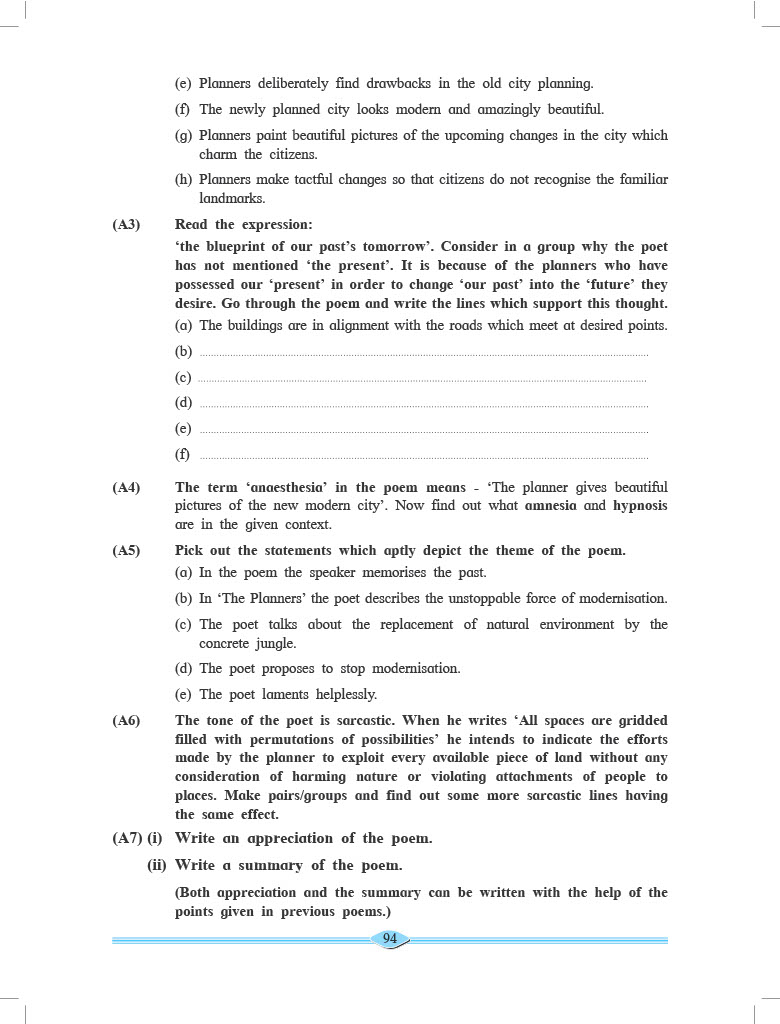 (e) Planners deliberately find drawbacks in the old city planning.
(f) The newly planned city looks modern and amazingly beautiful.
(g) Planners paint beautiful pictures of the upcoming changes in the city which
charm the citizens.
(h) Planners make tactful changes so that citizens do not recognise the familiar
landmarks.
(A3) Read the expression:
‘the blueprint of our past’s tomorrow’. Consider in a group why the poet
has not mentioned ‘the present’. It is because of the planners who have
possessed our ‘present’ in order to change ‘our past’ into the ‘future’ they
desire. Go through the poem and write the lines which support this thought.
(a) The buildings are in alignment with the roads which meet at desired points.
(b)
(c)
(d)
(e)
(f)
(A4) The term ‘anaesthesia’ in the poem means - ‘The planner gives beautiful
pictures of the new modern city’. Now find out what amnesia and hypnosis
are in the given context.
(A5) Pick out the statements which aptly depict the theme of the poem.
(a) In the poem the speaker memorises the past.
(b) In ‘The Planners’ the poet describes the unstoppable force of modernisation.
(c) The poet talks about the replacement of natural environment by the
concrete jungle.
(d) The poet proposes to stop modernisation.
(e) The poet laments helplessly.
(A6) The tone of the poet is sarcastic. When he writes ‘All spaces are gridded
filled with permutations of possibilities’ he intends to indicate the efforts
made by the planner to exploit every available piece of land without any
consideration of harming nature or violating attachments of people to
places. Make pairs/groups and find out some more sarcastic lines having
the same effect.
(A7) (i) Write an appreciation of the poem.
(ii) Write a summary of the poem.
(Both appreciation and the summary can be written with the help of the
points given in previous poems.)
94